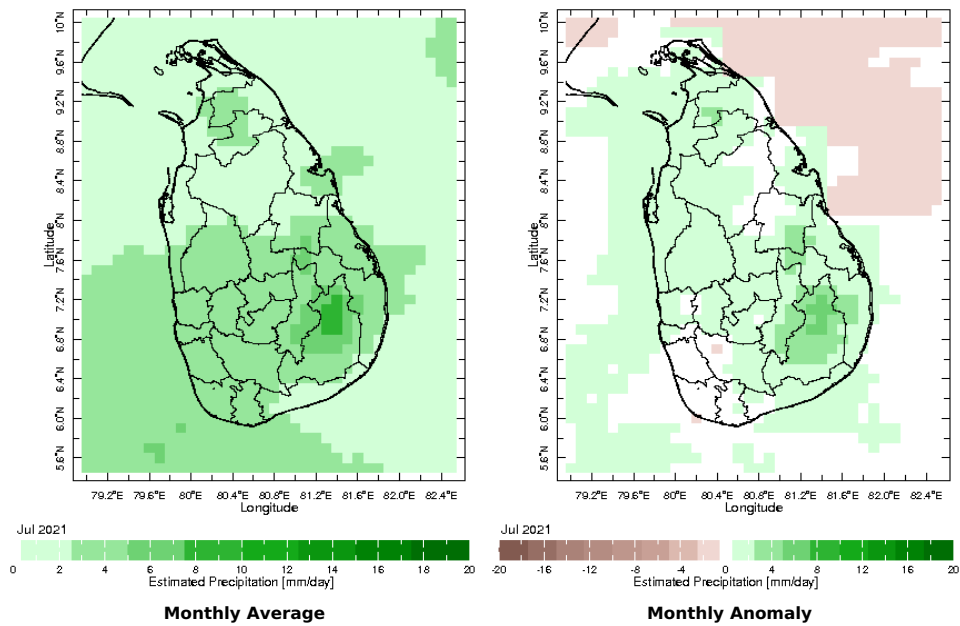 10°N
9.6°N
9.2°N
8.8°N
8.4°N
8°N
7.6°N
7.2°N
6.8°N
6.4°N
6.0°N
5.6°N
Latitude
79.2°E 79.6°E 80°E 80.4°E 80.8°E 81.2°E 81.6°E 82.0°E 82.4°E
Longitude
Jul 2021
0 2 4 6 8 10 12 14 16 18 20
Estimated Precipitation [mm/day]
Monthly Average
10°N
9.6°N
9.2°N
8.8°N
8.4°N
8°N
7.6°N
7.2°N
6.8°N
6.4°N
6.0°N
5.6°N
Latitude
79.2°E 79.6°E 80°E 80.4°E 80.8°E 81.2°E 81.6°E 82.0°E 82.4°E
Longitude
Jul 2021
-20 -16 -12 -8 -4 0 4 8 12 16 20
Estimated Precipitation [mm/day]
Monthly Anomaly